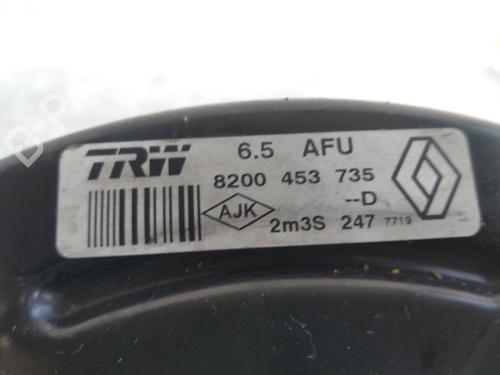 TRW
6.5 AFU
8200 453 735
--D
AJK
2m3S 247 7719